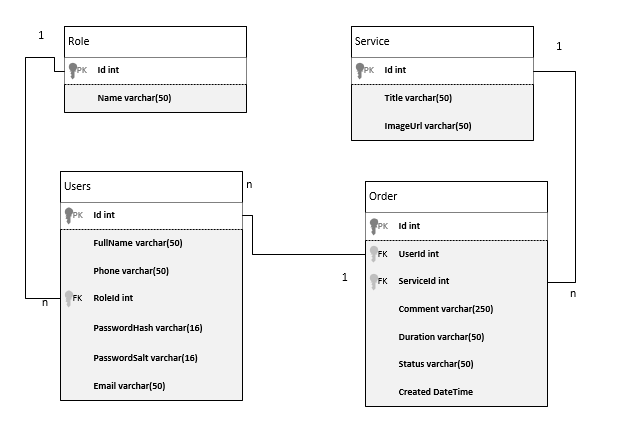 1
Role
PK Id int
Name varchar(50)
Service
1
PK Id int
Title varchar(50)
ImageUrl varchar(50)
Users
n
PK Id int
FullName varchar(50)
Phone varchar(50)
FK RoleId int
n
PasswordHash varchar(16)
PasswordSalt varchar(16)
Email varchar(50)
Order
PK Id int
FK UserId int
1
FK ServiceId int
n
Comment varchar(250)
Duration varchar(50)
Status varchar(50)
Created DateTime